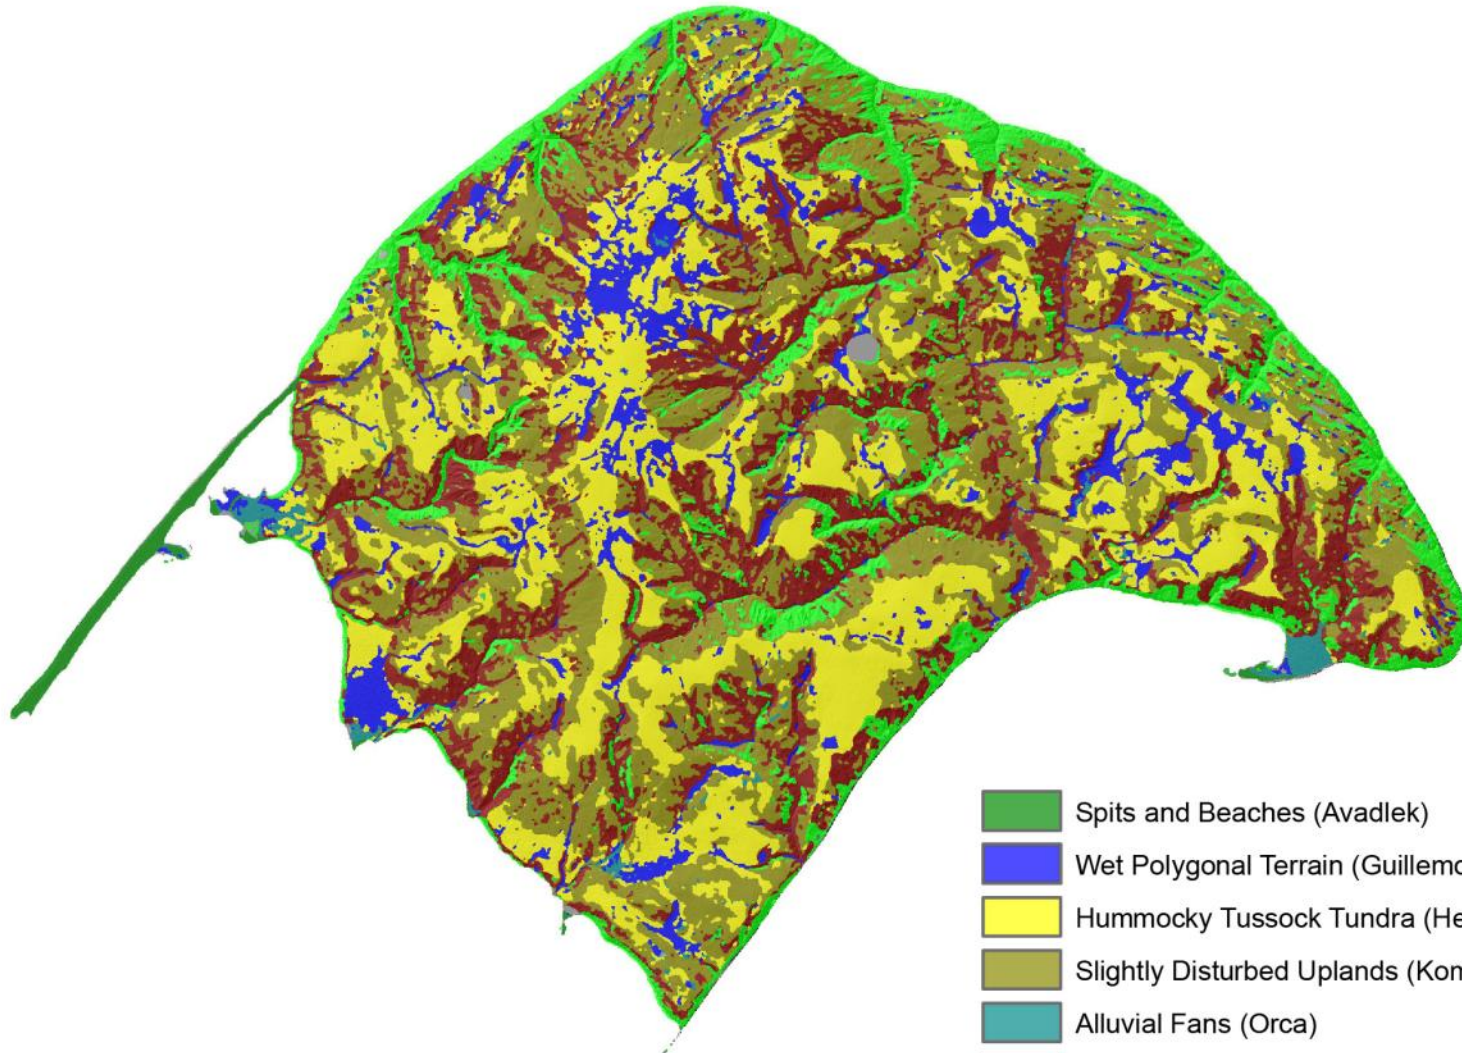 Spits and Beaches (Avadlek)
Wet Polygonal Terrain
Hummocky Tussock Tundra
Slightly Disturbed Uplands
Alluvial Fans (Orca)